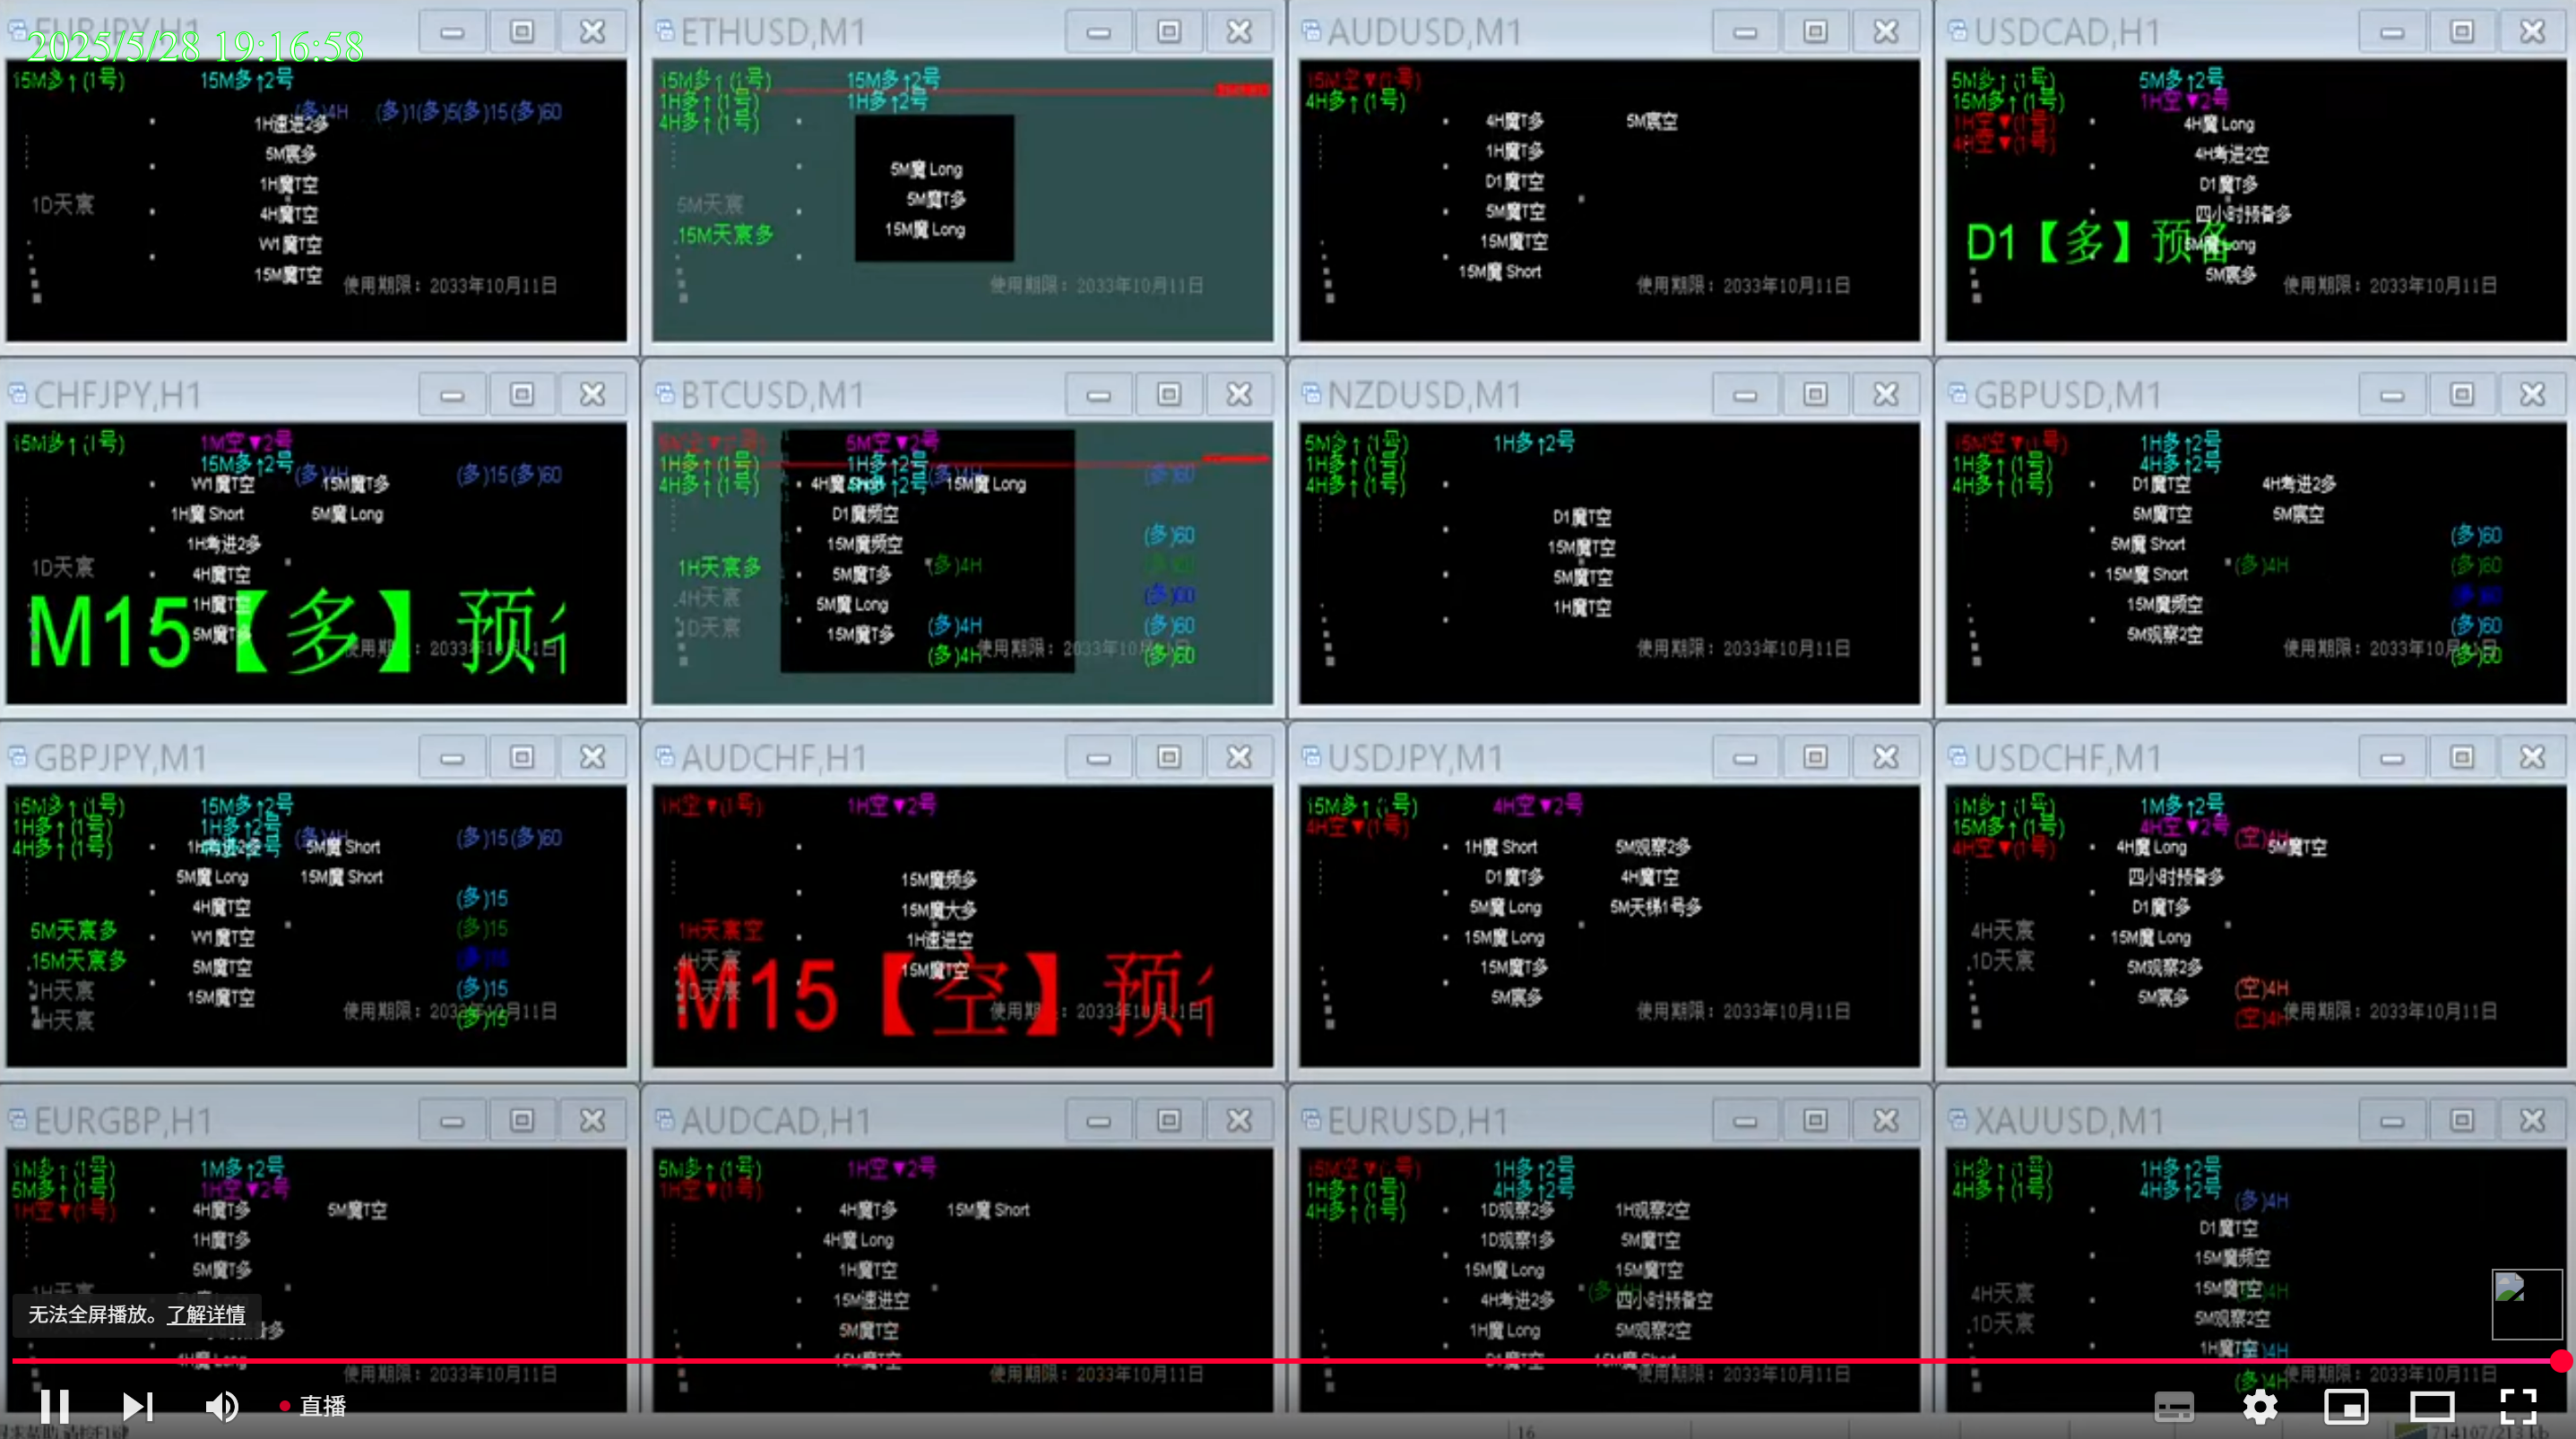 EURJPY,H1
2025/5/28 19:16:58
15M多↑(1号) 15M多↑2号
(多)4H (多)1(多)5(多)15(多)60
1H速进2多
5M宸多
1H魔T空
1D天宸
4H魔T空
W1魔T空
15M魔T空
使用期限：2033年10月11日
ETHUSD,M1
15M多↑(1号) 15M多↑2号
1H多↑(1号) 1H多↑2号
4H多↑(1号)
5M魔 Long
5M魔T多
5M天宸
15M魔 Long
15M天宸多
使用期限：2033年10月11日
AUDUSD,M1
15M空▼(1号)
4H多↑(1号)
4H魔T多 5M宸空
1H魔T多
D1魔T空
5M魔T空
15M魔T空
15M魔 Short
使用期限：2033年10月11日
USDCAD,H1
5M多↑(1号) 5M多↑2号
15M多↑(1号) 1H空▼2号
1H空▼(1号)
4H空▼(1号)
4H魔 Long
4H考进2空
D1魔T多
四小时预备多
D1【多】预备
5M魔 Long
5M宸多
使用期限：2033年10月11日
CHFJPY,H1
15M多↑(1号) 1M空▼2号
15M多↑2号
(多)4H (多)15(多)60
W1魔T空 15M魔T多
1H魔 Short 5M魔 Long
1H考进2多
1D天宸
4H魔T空
1H魔T空
5M魔T多
M15【多】预
使用期限：2033年10月11日
BTCUSD,M1
5M空▼(1号) 5M空▼2号
1H多↑(1号) 1H多↑2号
4H多↑(1号) 4H多↑2号
(多)4H (多)60
4H魔 Short 15M魔 Long
D1魔频空
15M魔频空 (多)60
1H天宸多
5M魔T多 (多)4H (多)60
4H天宸
5M魔 Long (多)60
1D天宸
15M魔T多 (多)4H (多)60
(多)4H (多)60
使用期限：2033年10月11日
NZDUSD,M1
5M多↑(1号) 1H多↑2号
1H多↑(1号)
4H多↑(1号)
D1魔T空
15M魔T空
5M魔T空
1H魔T空
使用期限：2033年10月11日
GBPUSD,M1
15M空▼(1号) 1H多↑2号
1H多↑(1号) 4H多↑2号
4H多↑(1号)
D1魔T空 4H考进2多
5M魔T空 5M宸空
5M魔 Short (多)60
15M魔 Short (多)4H (多)60
15M魔频空 (多)60
5M观察2空 (多)60
(多)60
使用期限：2033年10月11日
GBPJPY,M1
15M多↑(1号) 15M多↑2号
1H多↑(1号) 1H多↑2号
4H多↑(1号)
(多)4H (多)15(多)60
1H考进2多 5M魔 Short
5M魔 Long 15M魔 Short
4H魔T空 (多)15
5M天宸多 W1魔T空 (多)15
15M天宸多 5M魔T空
1H天宸 15M魔T空 (多)15
4H天宸 (多)15
使用期限：2033年10月11日
AUDCHF,H1
1H空▼(1号) 1H空▼2号
15M魔频多
15M魔大多
1H天宸空
1H速进空
4H天宸
15M魔T空
1D天宸
M15【空】预
使用期限：2033年10月11日
USDJPY,M1
15M多↑(1号) 4H空▼2号
4H空▼(1号)
1H魔 Short 5M观察2多
D1魔T多 4H魔T空
5M魔 Long 5M天梯1号多
15M魔 Long
15M魔T多
5M宸多
使用期限：2033年10月11日
USDCHF,M1
1M多↑(1号) 1M多↑2号
15M多↑(1号) 4H空▼2号
4H空▼(1号) (空)4H
4H魔 Long 5M魔T空
四小时预备多
D1魔T多
4H天宸 15M魔 Long
1D天宸 5M观察2多
5M宸多 (空)4H
(空)4H
使用期限：2033年10月11日
EURGBP,H1
1M多↑(1号) 1M多↑2号
5M多↑(1号) 1H空▼2号
1H空▼(1号)
4H魔T多 5M魔T空
1H魔T多
5M魔T多
1H天宸
4H魔 Long
使用期限：2033年10月11日
AUDCAD,H1
5M多↑(1号) 1H空▼2号
1H空▼(1号)
4H魔T多 15M魔 Short
4H魔 Long
1H魔T空
15M速进空
5M魔T空
15M魔T空
使用期限：2033年10月11日
EURUSD,H1
15M空▼(1号) 1H多↑2号
1H多↑(1号) 4H多↑2号
4H多↑(1号)
1D观察2多 1H观察2空
1D观察1多 5M魔T空
15M魔 Long 15M魔T空
(多)4H
4H考进2多 四小时预备空
1H魔 Long 5M观察2空
D1魔T空 15M魔 Short
使用期限：2033年10月11日
XAUUSD,M1
1H多↑(1号) 1H多↑2号
4H多↑(1号) 4H多↑2号
(多)4H
D1魔T空
15M魔频空
4H天宸 15M魔T空
1D天宸 5M观察2空
1H魔T空
(多)4H
使用期限：2033年10月11日
无法全屏播放。了解详情
直播
16
714107/213 kb